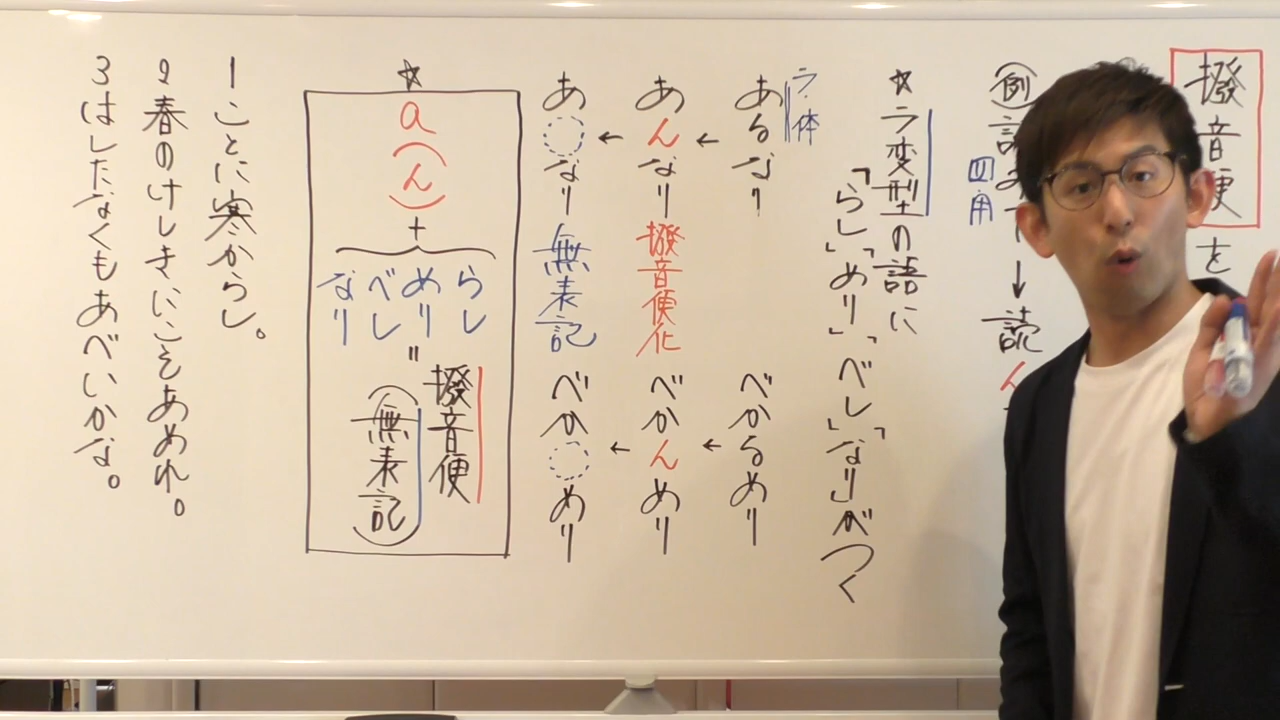 撥音便を
例 読みて→読ん
四・用
☆ラ変型の語に
「らし」「めり」「べし」「なり」がつく
ラ・体
あるなり
べかるめり
あんなり 撥音便化
べかんめり
あ なり 無表記
べか めり
☆
a(ん)
+
らし
めり
べし
なり
=
撥音便
(無表記)
1ことに寒からし。
2春のけしきにこそあめれ。
3はしたなくもあべいかな。